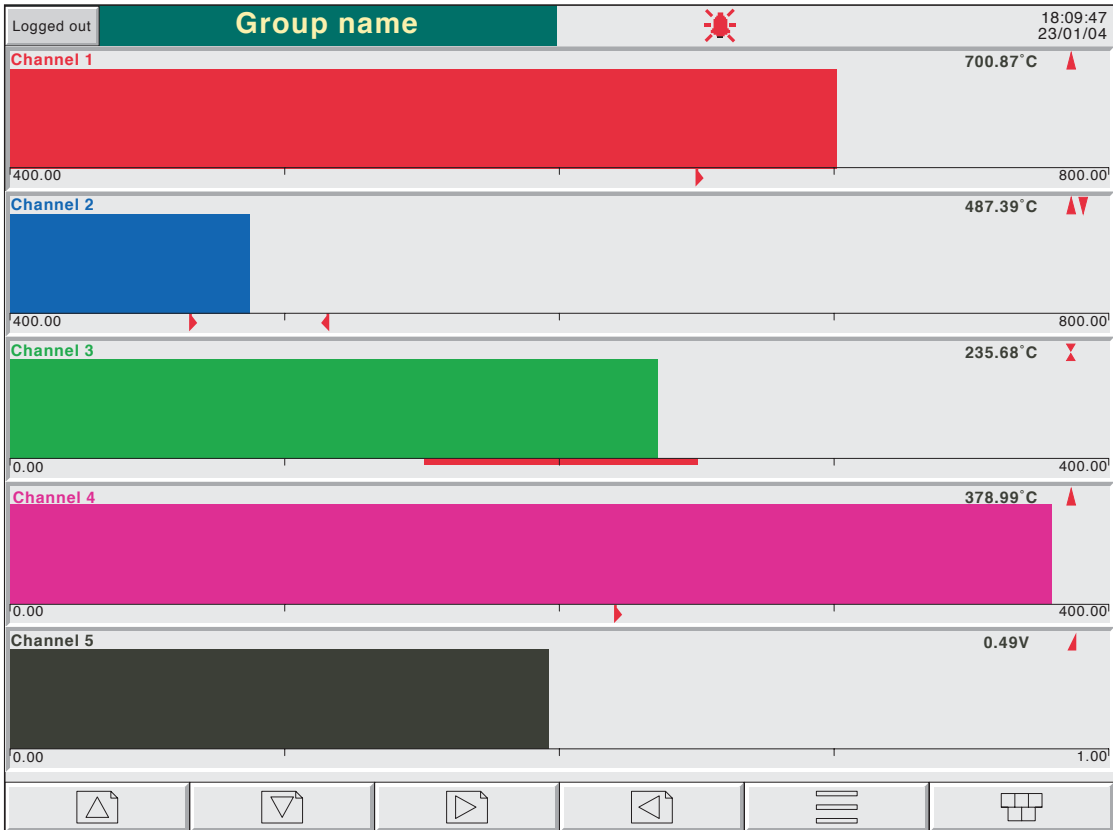 Logged out
Group name
18:09:47
23/01/04
Channel 1
700.87°C
400.00
800.00
Channel 2
487.39°C
400.00
800.00
Channel 3
235.68°C
0.00
400.00
Channel 4
378.99°C
0.00
400.00
Channel 5
0.49V
0.00
1.00